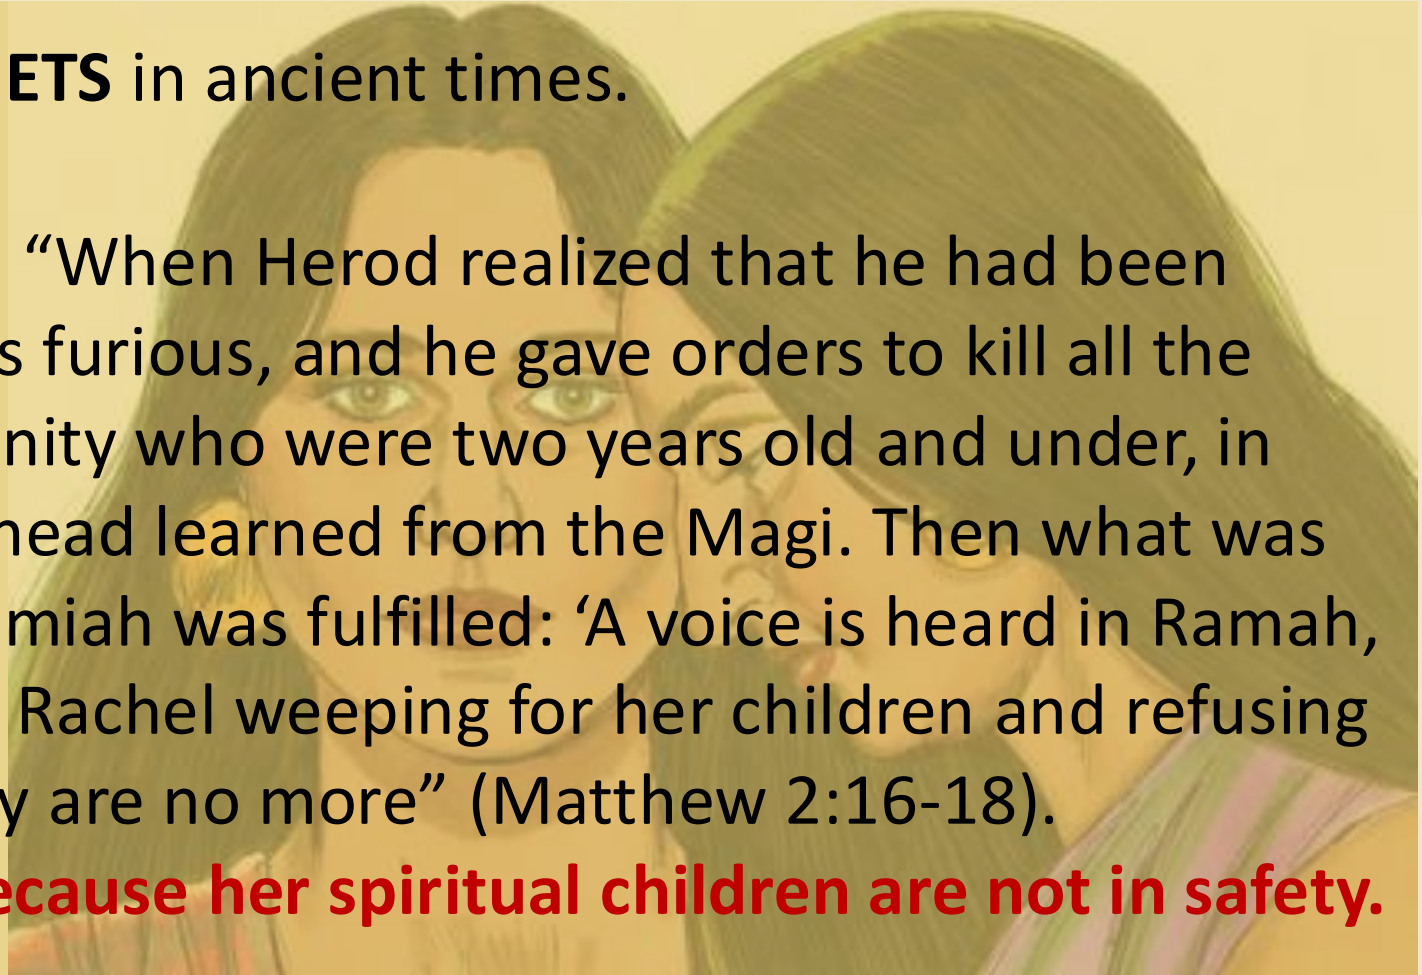 ETS in ancient times.
“When Herod realized that he had been
s furious, and he gave orders to kill all the
nity who were two years old and under, in
head learned from the Magi. Then what was
miah was fulfilled: ‘A voice is heard in Ramah,
Rachel weeping for her children and refusing
y are no more” (Matthew 2:16-18).
ecause her spiritual children are not in safety.